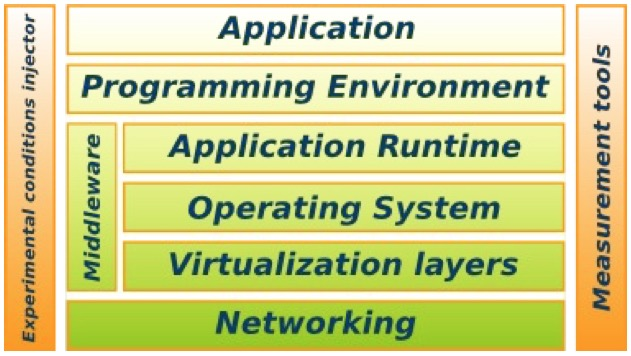 Experimental conditions injector
Application
Programming Environment
Middleware
Application Runtime
Operating System
Virtualization layers
Networking
Measurement tools